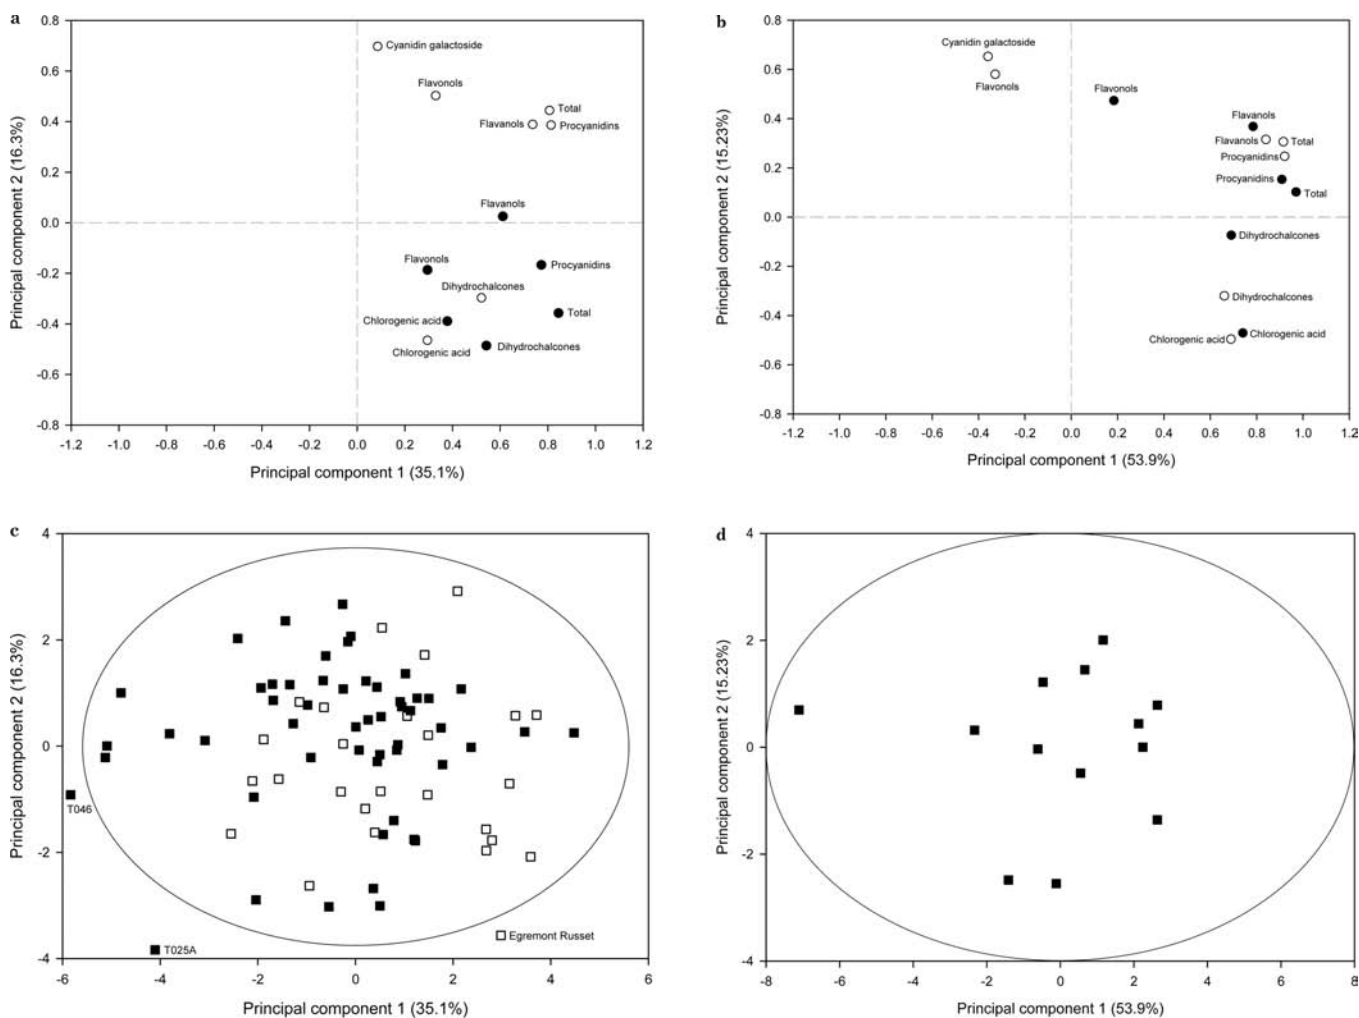 a
0.8
0.6
0.4
0.2
0.0
-0.2
-0.4
-0.6
-0.8
Principal component 2 (16.3%)
Cyanidin galactoside
Flavonols
Total
Flavanols
Procyanidins
Flavanols
Flavonols
Procyanidins
Dihydrochalcones
Total
Chlorogenic acid
Dihydrochalcones
Chlorogenic acid
-1.2 -1.0 -0.8 -0.6 -0.4 -0.2 0.0 0.2 0.4 0.6 0.8 1.0 1.2
Principal component 1 (35.1%)
b
0.8
0.6
0.4
0.2
0.0
-0.2
-0.4
-0.6
-0.8
Principal component 2 (15.23%)
Cyanidin galactoside
Flavonols
Flavonols
Flavanols
Flavanols
Total
Procyanidins
Procyanidins
Total
Dihydrochalcones
Dihydrochalcones
Chlorogenic acid
Chlorogenic acid
-1.2 -1.0 -0.8 -0.6 -0.4 -0.2 0.0 0.2 0.4 0.6 0.8 1.0 1.2
Principal component 1 (53.9%)
c
4
2
0
-2
-4
Principal component 2 (16.3%)
T046
T025A
Egremont Russet
-6 -4 -2 0 2 4 6
Principal component 1 (35.1%)
d
4
2
0
-2
-4
Principal component 2 (15.23%)
-8 -6 -4 -2 0 2 4 6 8
Principal component 1 (53.9%)